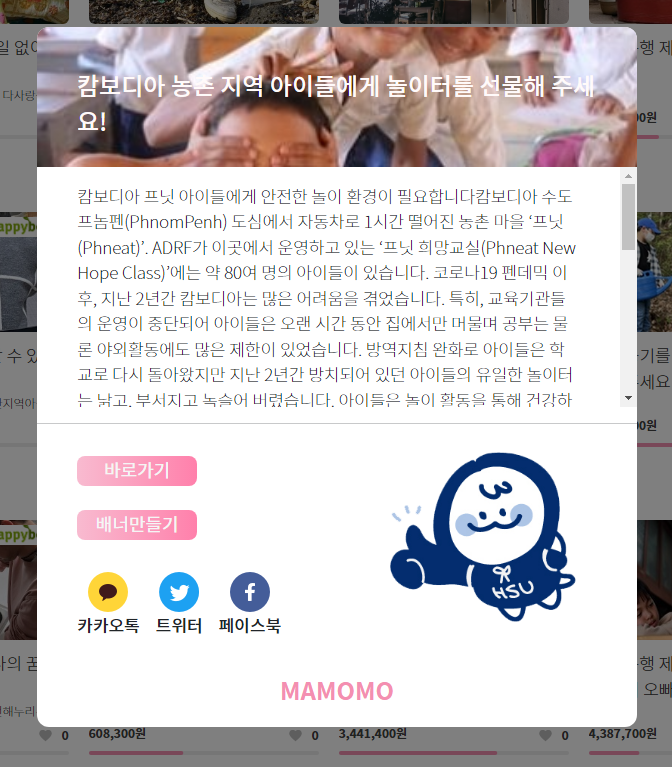 캄보디아 농촌 지역 아이들에게 놀이터를 선물해 주세
요!
캄보디아 프닛 아이들에게 안전한 놀이 환경이 필요합니다캄보디아 수도
프놈펜(PhnomPenh) 도심에서 자동차로 1시간 떨어진 농촌 마을 ‘프닛
(Phneat)’. ADRF가 이곳에서 운영하고 있는 ‘프닛 희망교실(Phneat New
Hope Class)’에는 약 80여 명의 아이들이 있습니다. 코로나19 펜데믹 이
후, 지난 2년간 캄보디아는 많은 어려움을 겪었습니다. 특히, 교육기관들
의 운영이 중단되어 아이들은 오랜 시간 동안 집에서만 머물며 공부는 물
론 야외활동에도 많은 제한이 있었습니다. 방역지침 완화로 아이들은 학
교로 다시 돌아왔지만 지난 2년간 방치되어 있던 아이들의 유일한 놀이터
는 낡고, 부서지고 녹슬어 버렸습니다. 아이들은 놀이 활동을 통해 건강하
바로가기
배너만들기
HSU
카카오톡 트위터 페이스북
MAMOMO
0 608,300원 0 3,441,400원 0 4,387,700원